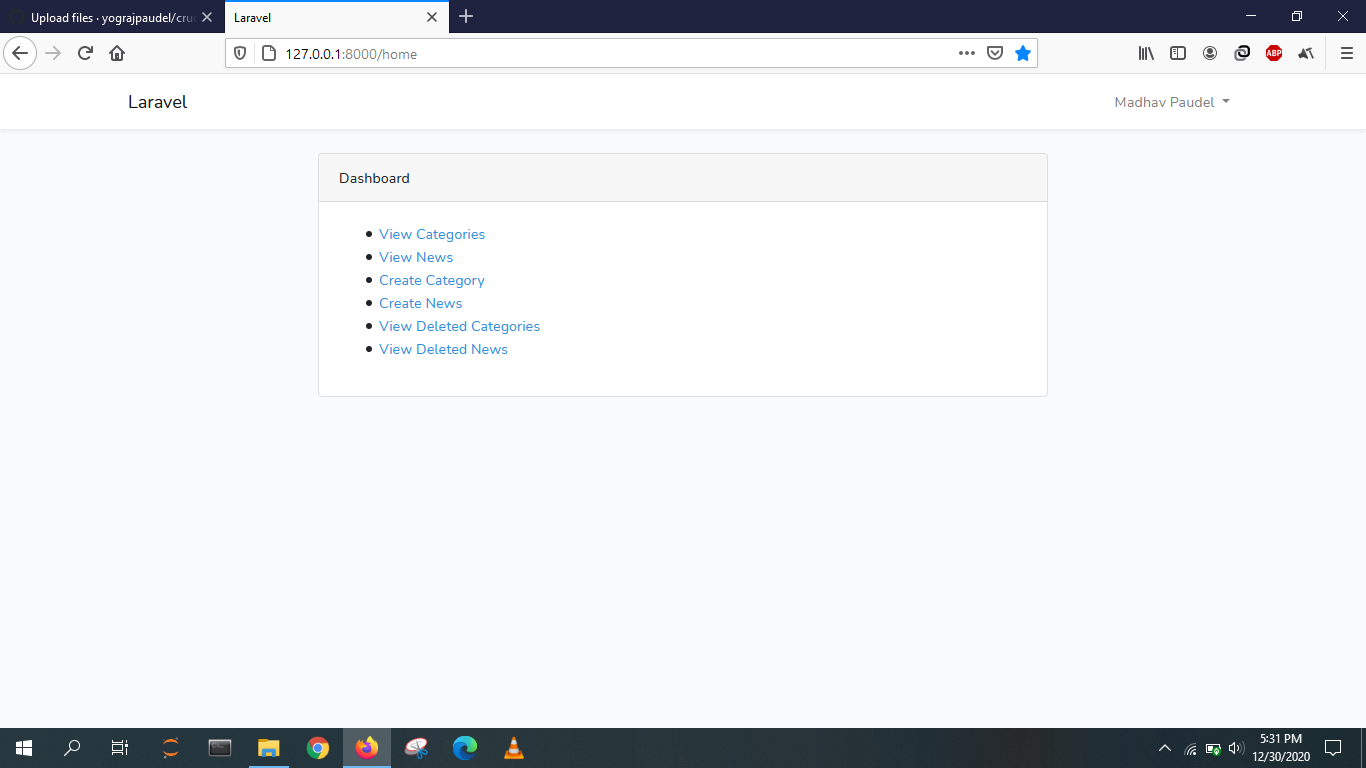 Upload files · yograjpaudel/cru
Laravel
127.0.0.1:8000/home
ABP
Laravel
Madhav Paudel
Dashboard
View Categories
View News
Create Category
Create News
View Deleted Categories
View Deleted News
5:31 PM
12/30/2020